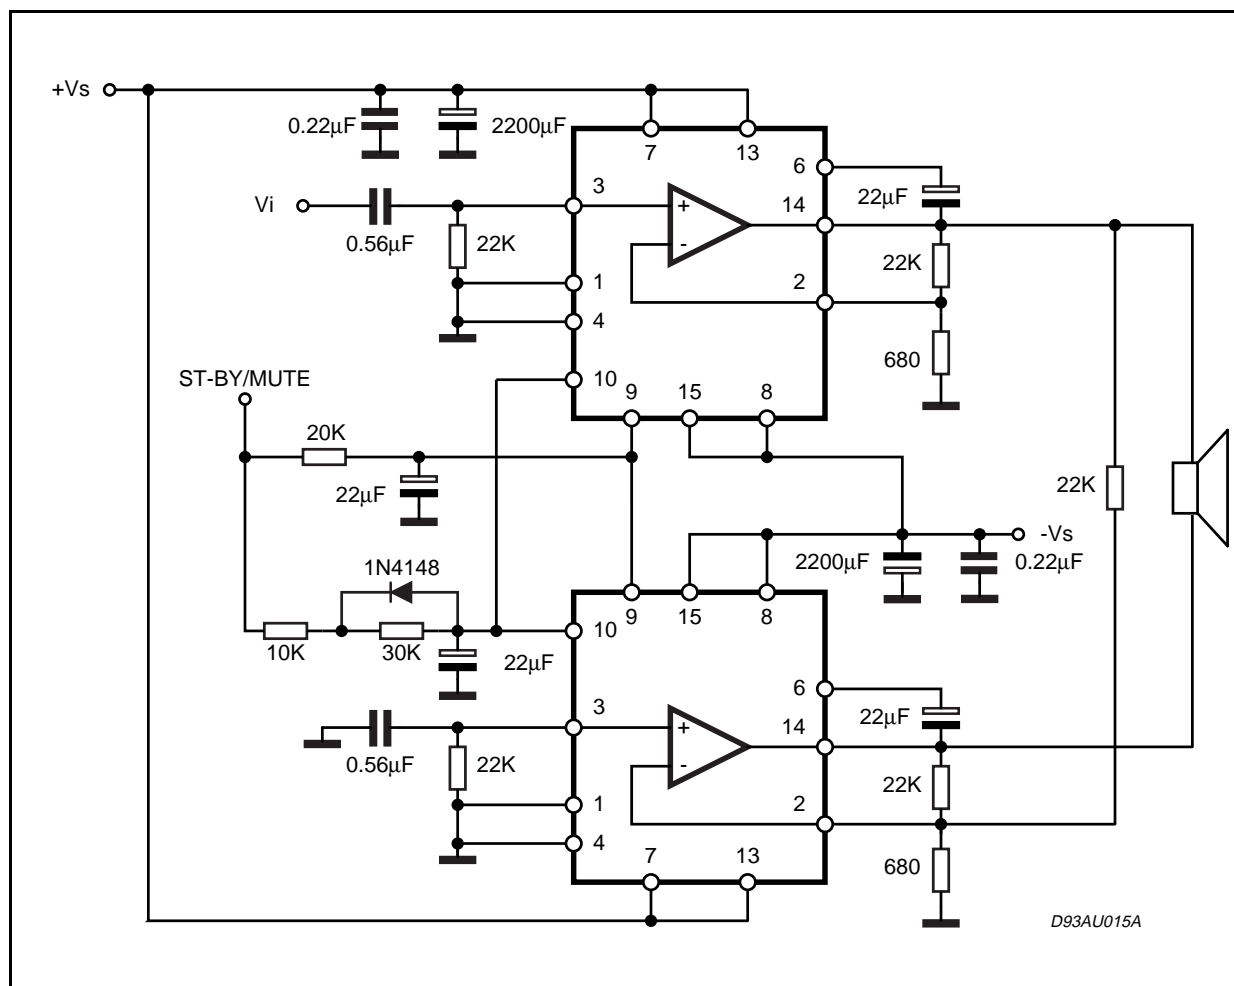 +Vs
0.22µF
2200µF
7
13
6
3
22µF
Vi
14
+
-
0.56µF
22K
22K
1
2
4
680
10
ST-BY/MUTE
9
15
8
20K
22µF
22K
-Vs
1N4148
2200µF
0.22µF
9
15
8
10
10K
30K
22µF
6
3
22µF
14
+
-
0.56µF
22K
22K
1
2
4
7
13
680
D93AU015A